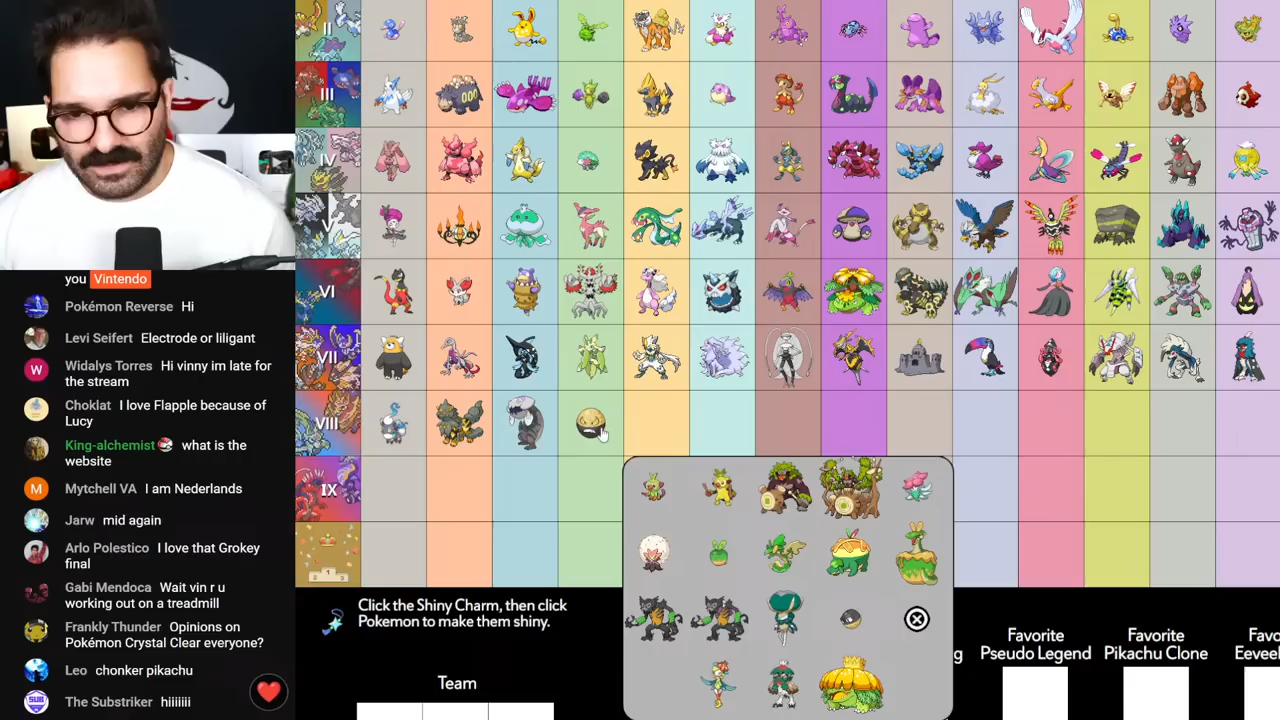 II
III
IV
V
VI
VII
VIII
IX
you Vintendo
Pokémon Reverse Hi
Levi Seifert Electrode or liligant
Widalys Torres Hi vinny im late for
the stream
Choklat I love Flapple because of
Lucy
King-alchemist what is the
website
Mytchell VA I am Nederlands
Jarw mid again
Arlo Polestico I love that Grokey
final
Gabi Mendoca Wait vin r u
working out on a treadmill
Frankly Thunder Opinions on
Pokémon Crystal Clear everyone?
Leo chonker pikachu
The Substriker hiiiiiii
Click the Shiny Charm, then click
Pokemon to make them shiny.
Team
g
Favorite
Pseudo Legend
Favorite
Pikachu Clone
Favo
Eevee